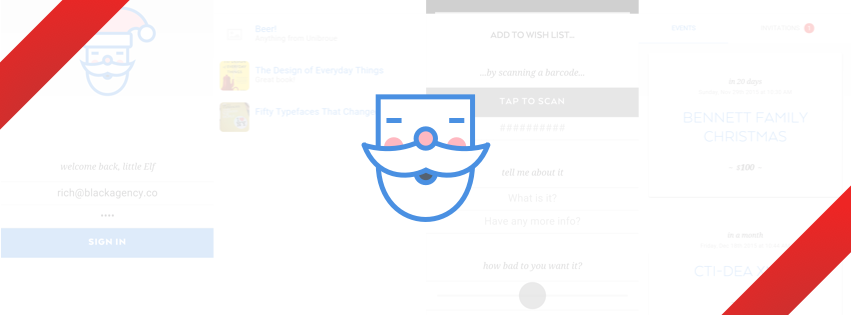 welcome back, little Elf
rich@blackagency.co
••••
SIGN IN
Beer!
The Design of Everyday Things
Fifty Typefaces That Change
ADD TO WISH LIST...
...by scanning a barcode...
TAP TO SCAN
##########
tell me about it
What is it?
Have any more info?
how bad to you want it?
EVENTS
in 20 days
BENNETT FAMILY
CHRISTMAS
~ £100 ~
in a month
CTI-DEA